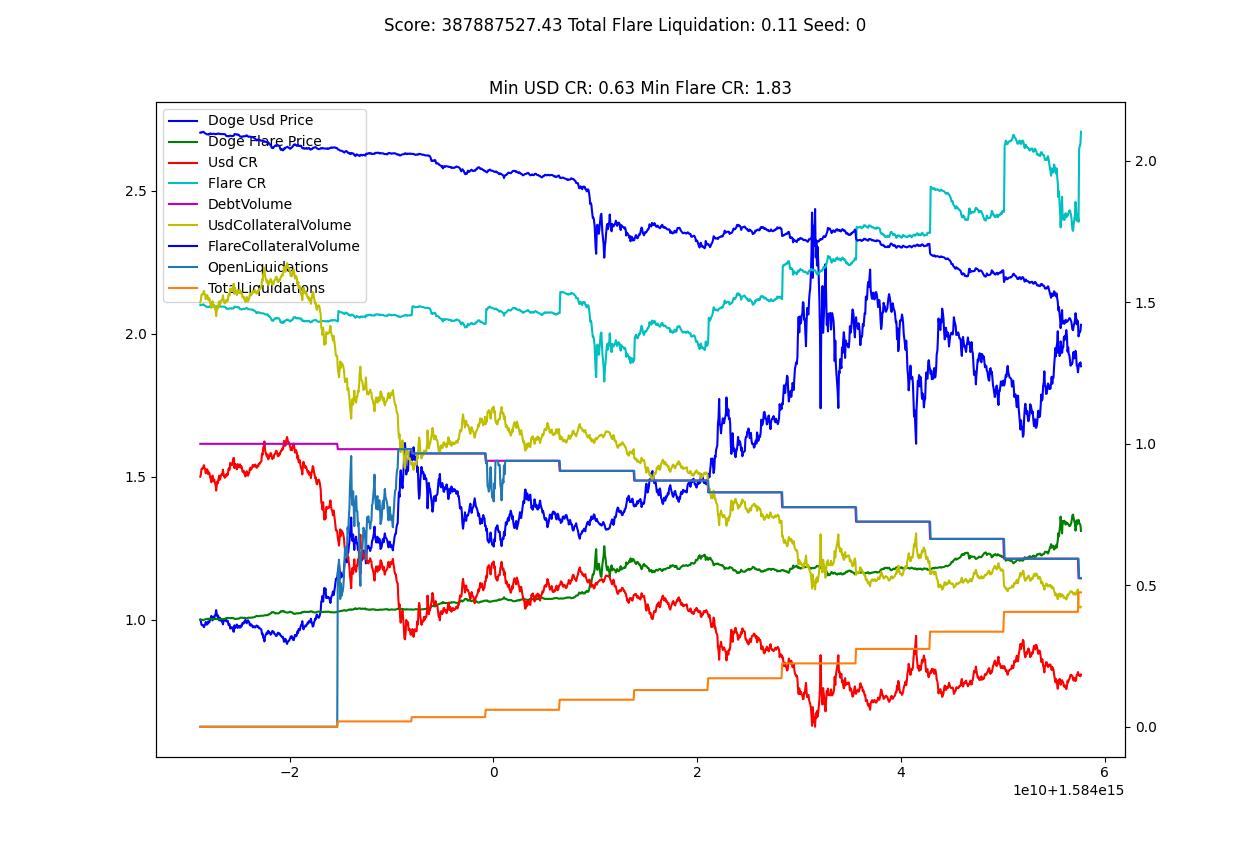 Score: 387887527.43 Total Flare Liquidation: 0.11 Seed: 0
Min USD CR: 0.63 Min Flare CR: 1.83
Doge Usd Price
Doge Flare Price
Usd CR
Flare CR
DebtVolume
UsdCollateralVolume
FlareCollateralVolume
OpenLiquidations
TotalLiquidations
2.5
2.0
1.5
1.0
2.0
1.5
1.0
0.5
0.0
−2
0
2
4
6
1e10+1.584e15